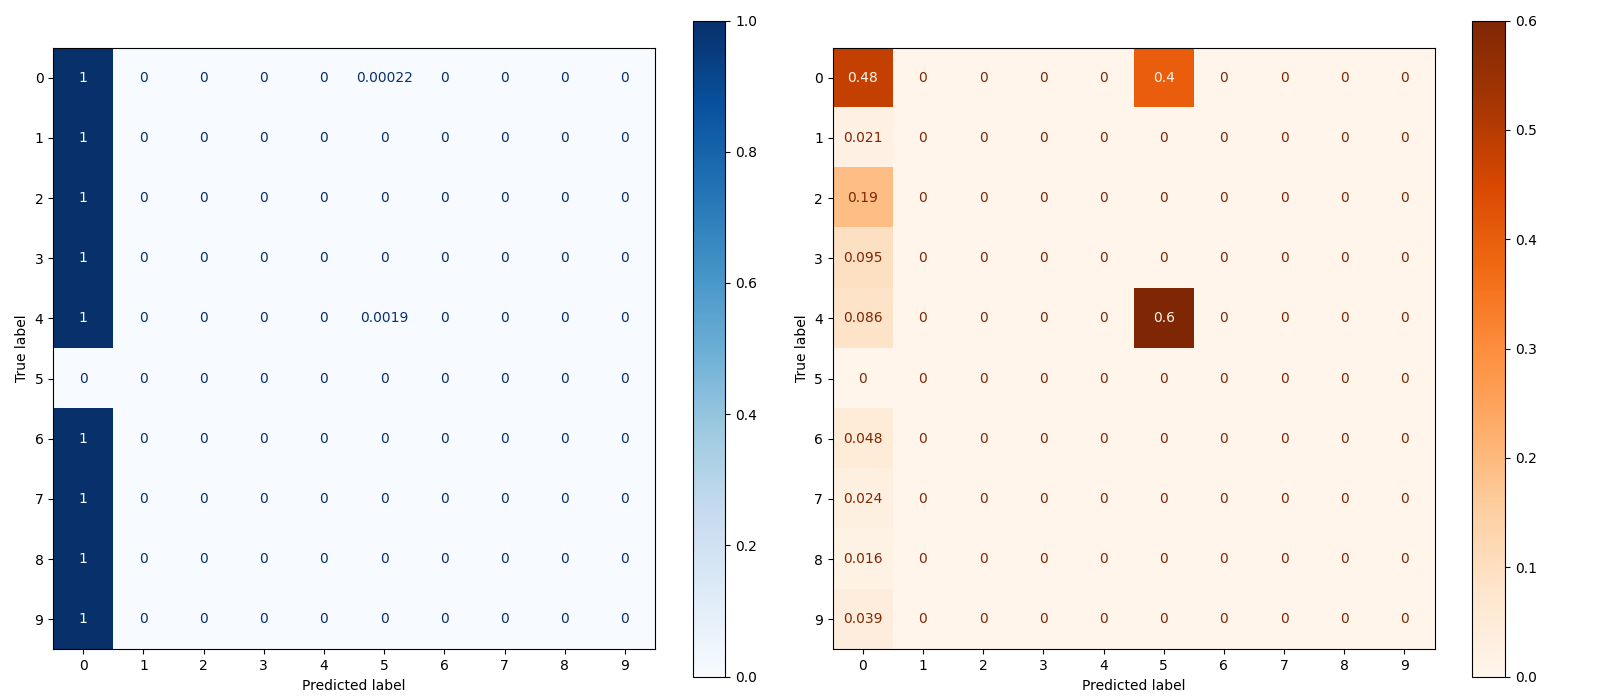 0 1 0 0 0 0 0.00022 0 0 0 0
1 1 0 0 0 0 0 0 0 0 0
2 1 0 0 0 0 0 0 0 0 0
3 1 0 0 0 0 0 0 0 0 0
4 1 0 0 0 0 0.0019 0 0 0 0
5 0 0 0 0 0 0 0 0 0 0
6 1 0 0 0 0 0 0 0 0 0
7 1 0 0 0 0 0 0 0 0 0
8 1 0 0 0 0 0 0 0 0 0
9 1 0 0 0 0 0 0 0 0 0
0 1 2 3 4 5 6 7 8 9
True label
Predicted label
1.0
0.8
0.6
0.4
0.2
0.0
0 0.48 0 0 0 0 0.4 0 0 0 0
1 0.021 0 0 0 0 0 0 0 0 0
2 0.19 0 0 0 0 0 0 0 0 0
3 0.095 0 0 0 0 0 0 0 0 0
4 0.086 0 0 0 0 0.6 0 0 0 0
5 0 0 0 0 0 0 0 0 0 0
6 0.048 0 0 0 0 0 0 0 0 0
7 0.024 0 0 0 0 0 0 0 0 0
8 0.016 0 0 0 0 0 0 0 0 0
9 0.039 0 0 0 0 0 0 0 0 0
0 1 2 3 4 5 6 7 8 9
True label
Predicted label
0.6
0.5
0.4
0.3
0.2
0.1
0.0